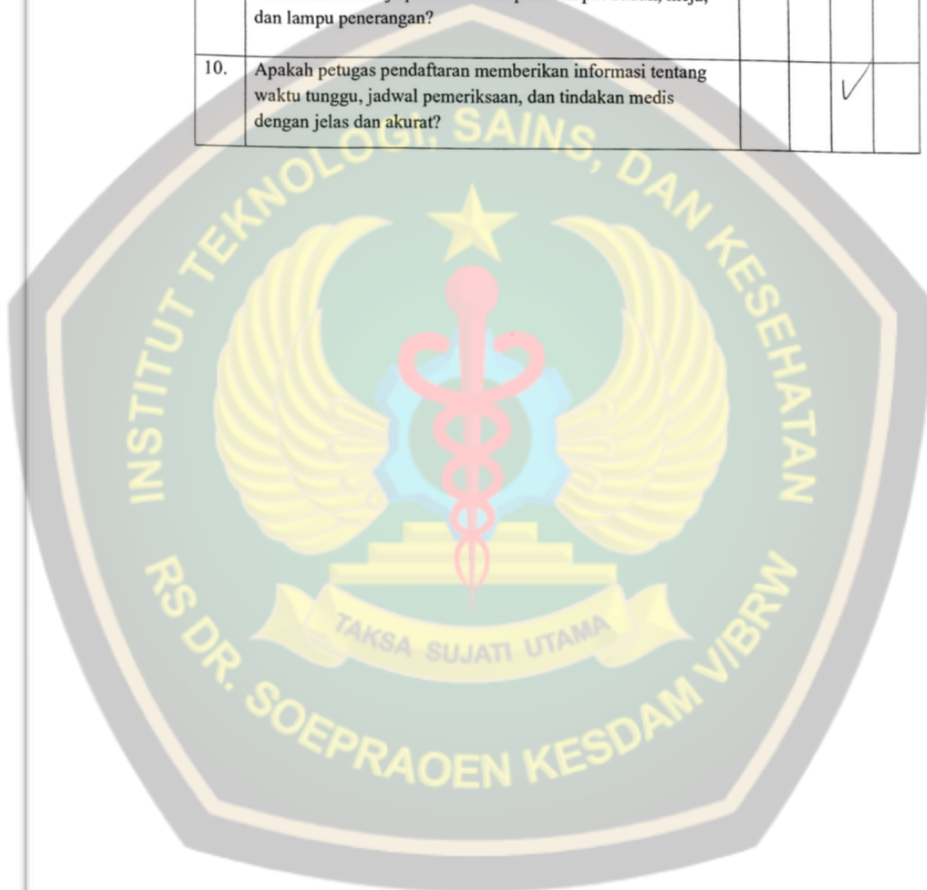 dan lampu penerangan?
10. Apakah petugas pendaftaran memberikan informasi tentang
waktu tunggu, jadwal pemeriksaan, dan tindakan medis
dengan jelas dan akurat?
INSTITUT TEKNOLOGI, SAINS, DAN KESEHATAN
TAKSA SUJATI UTAMA
RS DR. SOEPRAOEN KESDAM V/BRW